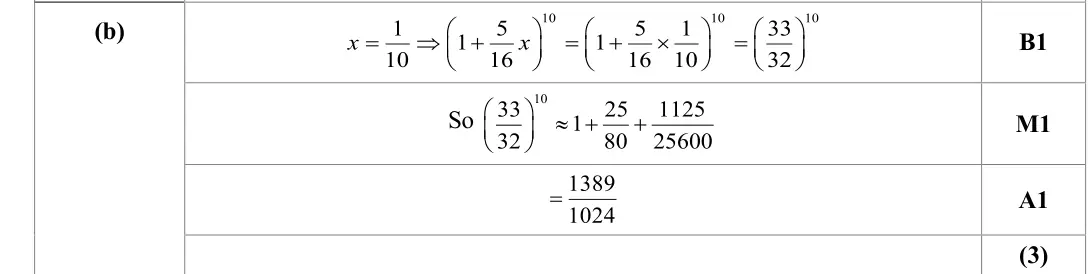 (b) x = 1/10 ⇒ (1 + 5/16 x)^10 = (1 + 5/16 × 1/10)^10 = (33/32)^10 B1
So (33/32)^10 ≈ 1 + 25/80 + 1125/25600 M1
= 1389/1024 A1
(3)